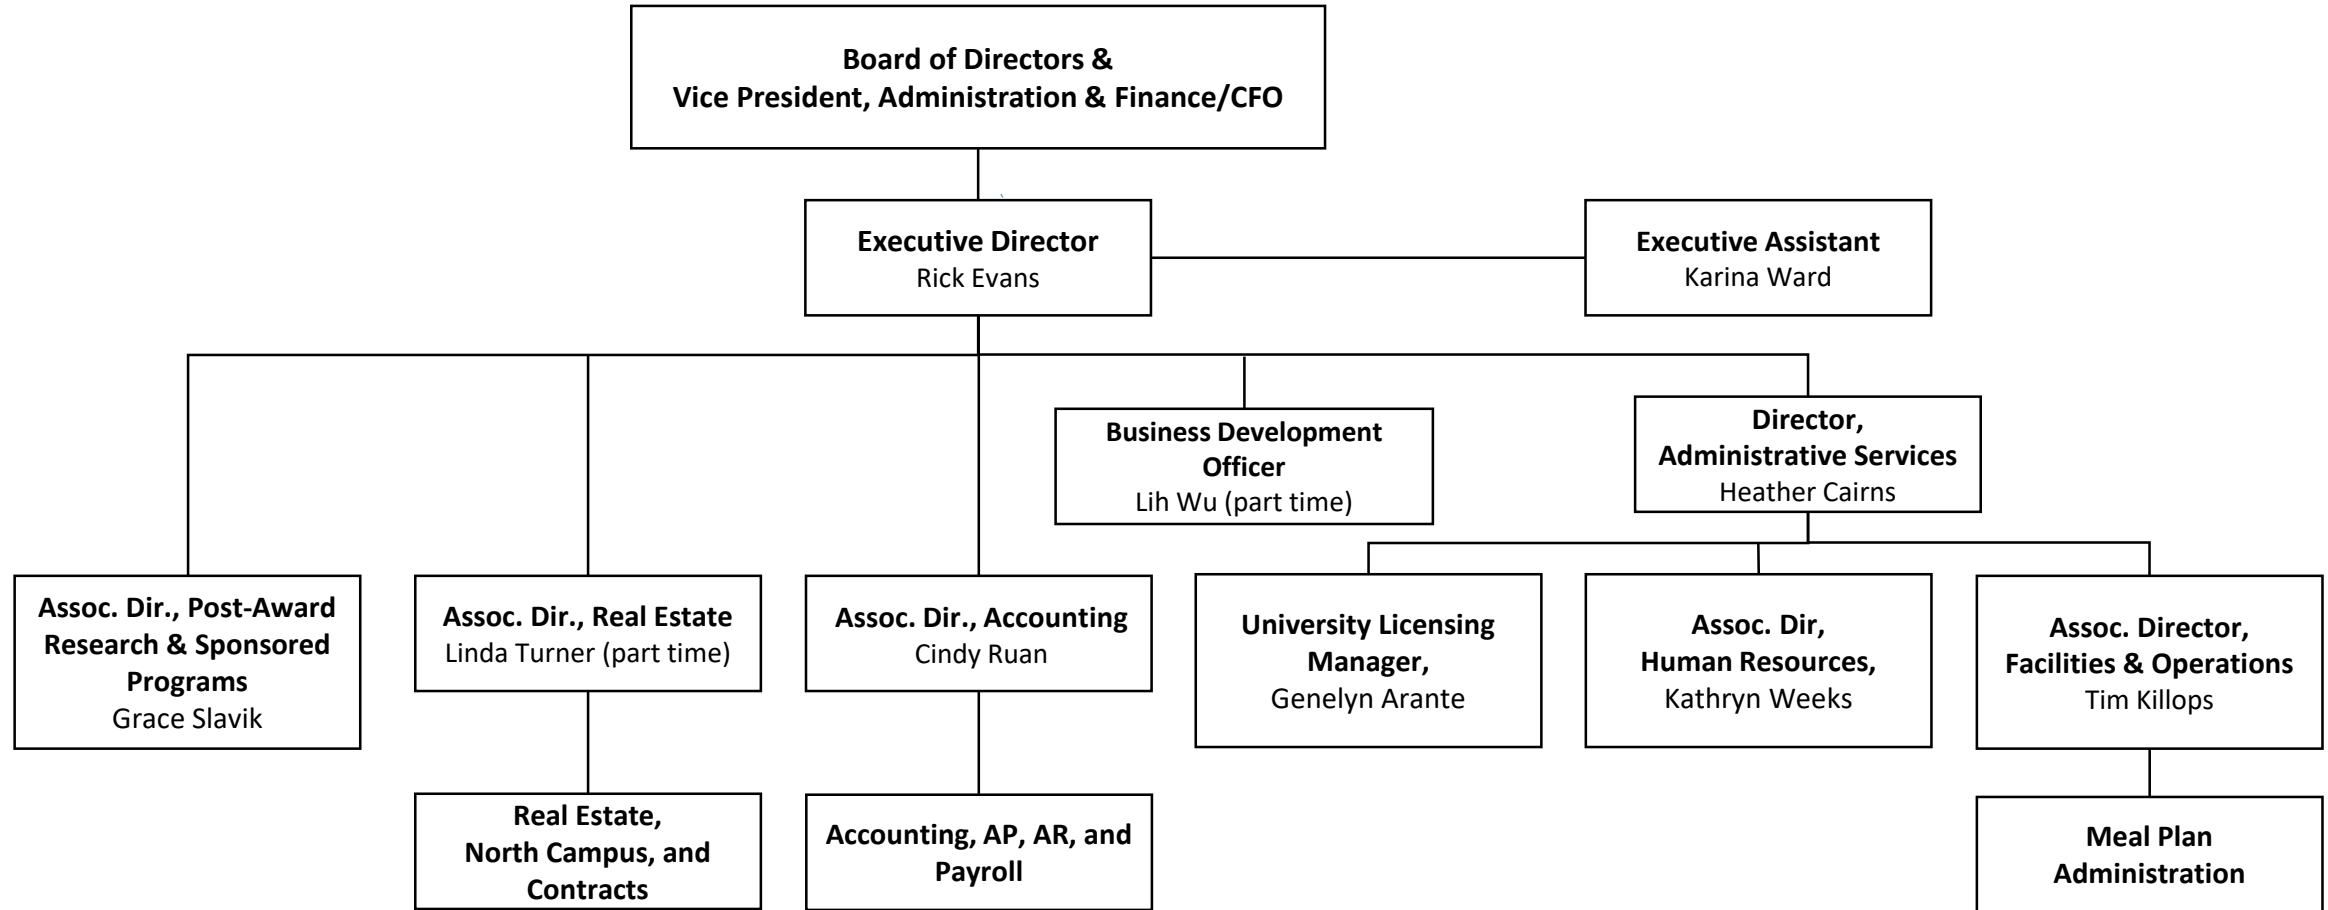 Board of Directors &
Vice President, Administration & Finance/CFO
Executive Director
Rick Evans
Executive Assistant
Karina Ward
Business Development
Officer
Lih Wu (part time)
Director,
Administrative Services
Heather Cairns
Assoc. Dir., Post-Award
Research & Sponsored
Programs
Grace Slavik
Assoc. Dir., Real Estate
Linda Turner (part time)
Assoc. Dir., Accounting
Cindy Ruan
University Licensing
Manager,
Genelyn Arante
Assoc. Dir,
Human Resources,
Kathryn Weeks
Assoc. Director,
Facilities & Operations
Tim Killops
Real Estate,
North Campus, and
Contracts
Accounting, AP, AR, and
Payroll
Meal Plan
Administration